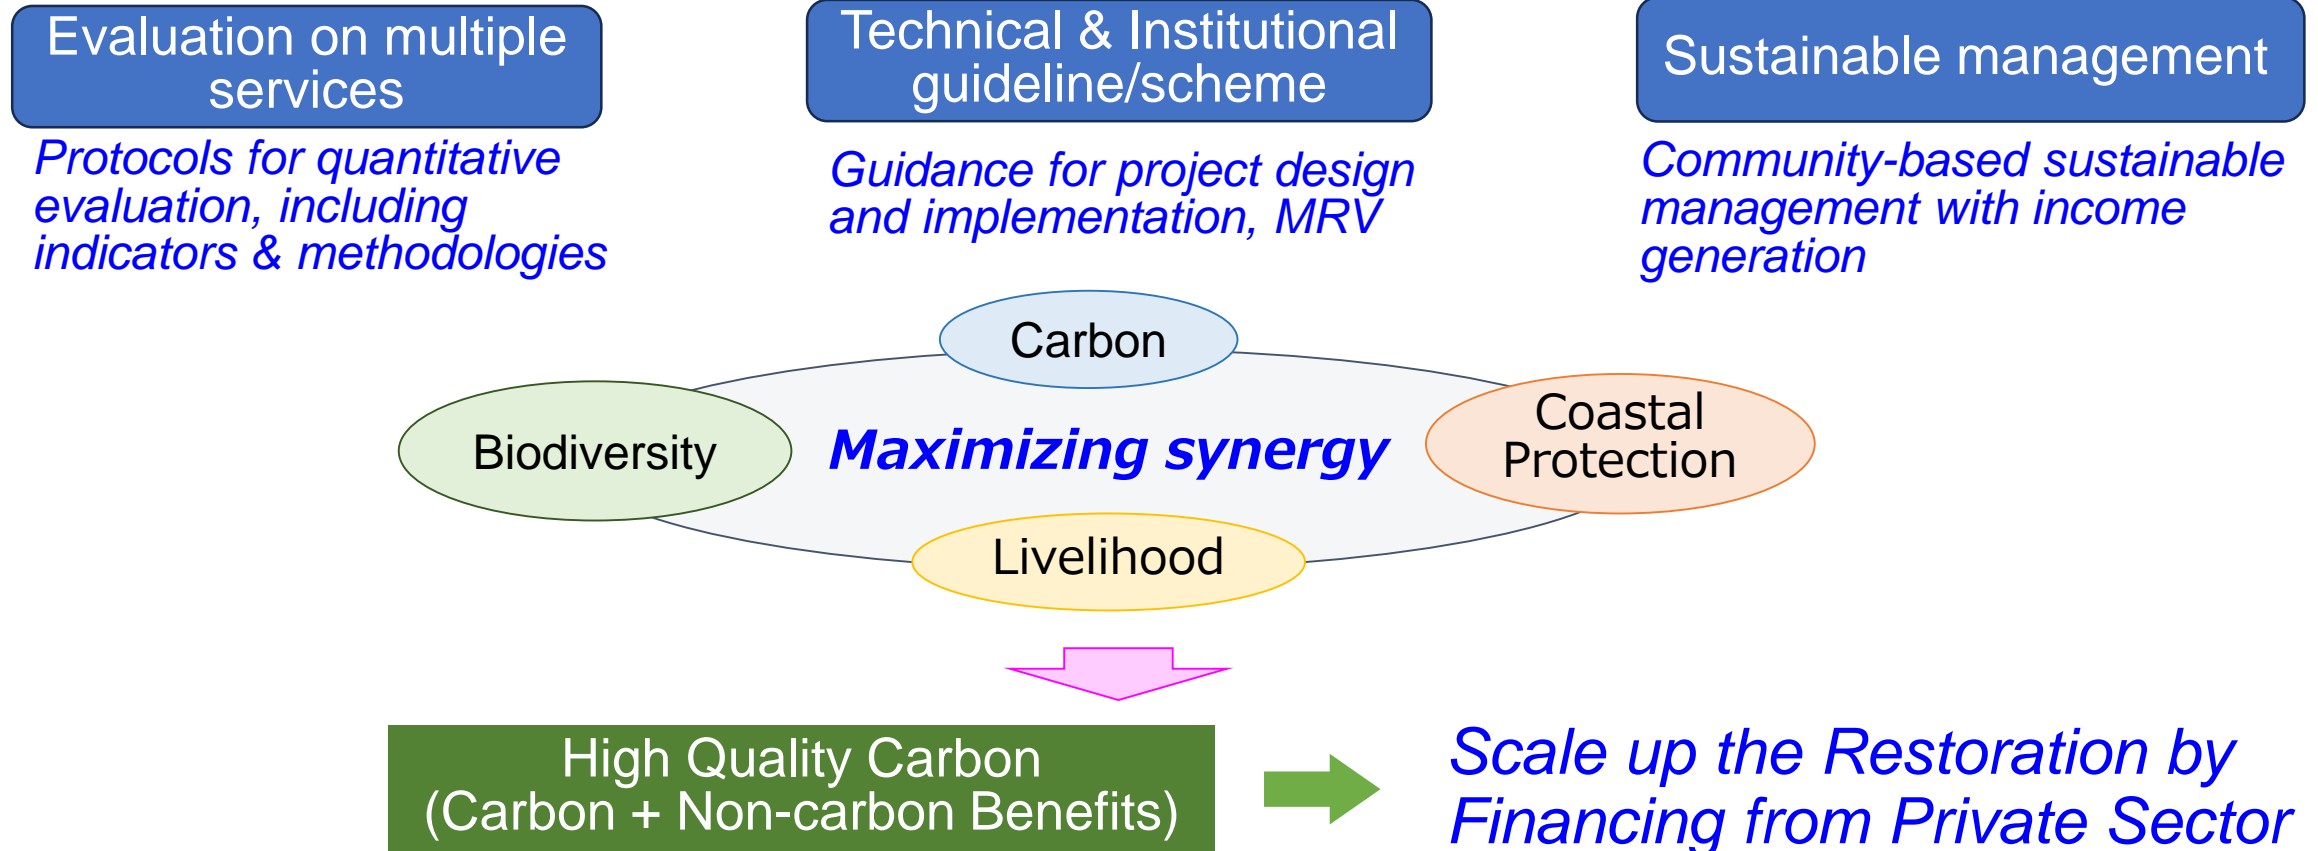 Evaluation on multiple
services
Protocols for quantitative
evaluation, including
indicators & methodologies
Technical & Institutional
guideline/scheme
Guidance for project design
and implementation, MRV
Sustainable management
Community-based sustainable
management with income
generation
Carbon
Biodiversity
Maximizing synergy
Coastal
Protection
Livelihood
High Quality Carbon
(Carbon + Non-carbon Benefits)
Scale up the Restoration by
Financing from Private Sector